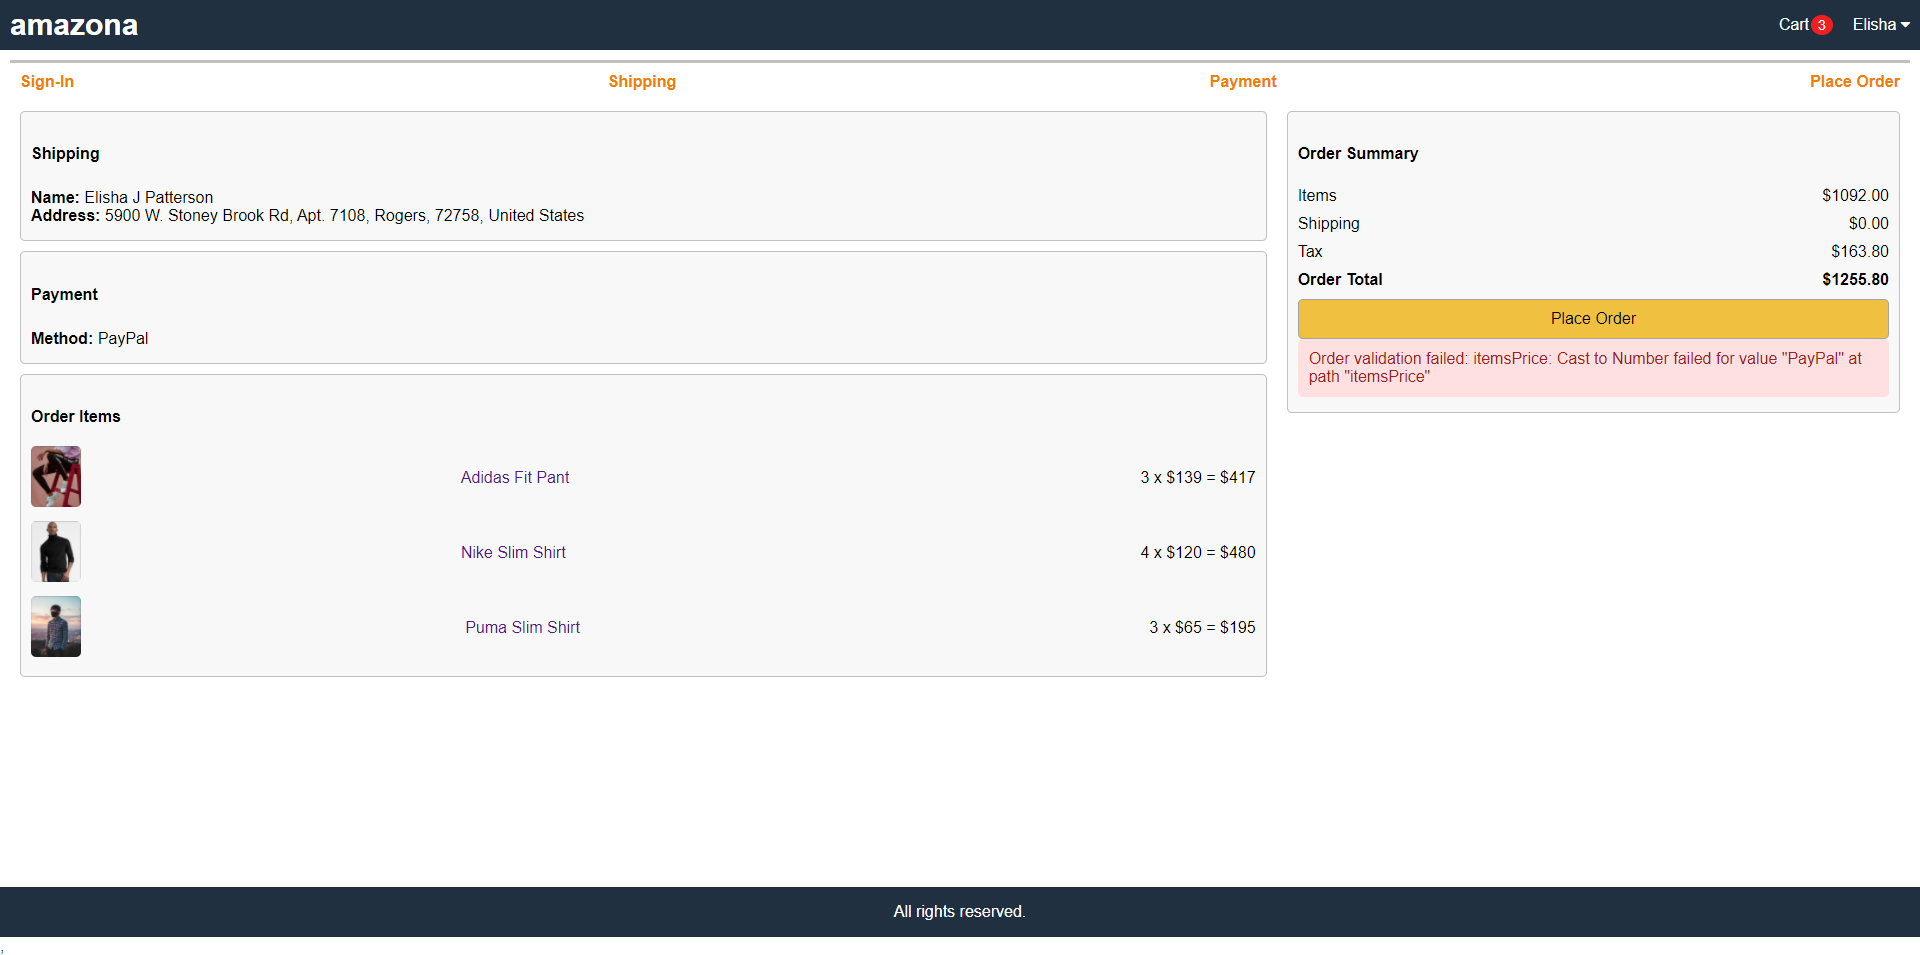 amazona
Cart 3 Elisha
Sign-In Shipping Payment Place Order
Shipping
Name: Elisha J Patterson
Address: 5900 W. Stoney Brook Rd, Apt. 7108, Rogers, 72758, United States
Payment
Method: PayPal
Order Items
Adidas Fit Pant 3 x $139 = $417
Nike Slim Shirt 4 x $120 = $480
Puma Slim Shirt 3 x $65 = $195
Order Summary
Items $1092.00
Shipping $0.00
Tax $163.80
Order Total $1255.80
Place Order
Order validation failed: itemsPrice: Cast to Number failed for value "PayPal" at
path "itemsPrice"
All rights reserved.
,